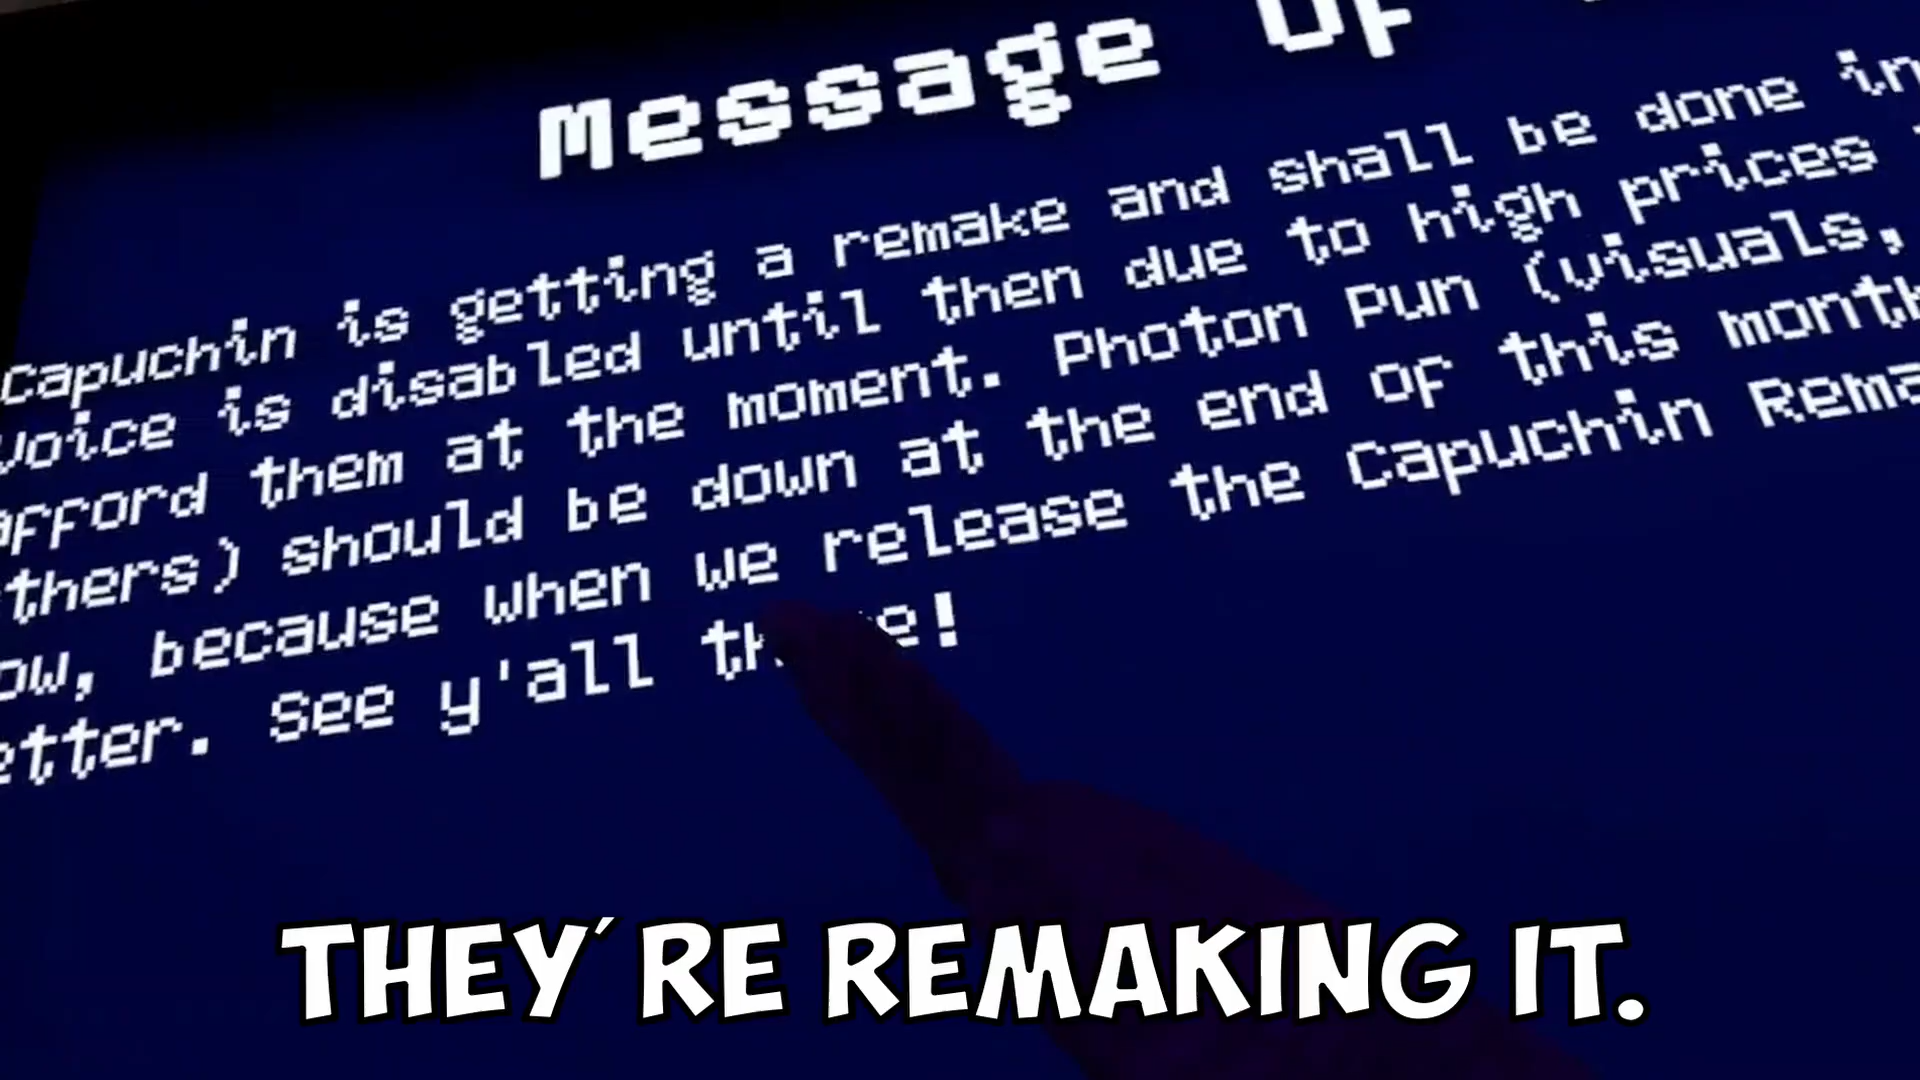 Message Of
Capuchin is getting a remake and shall be done in
Voice is disabled until then due to high prices
afford them at the moment. Photon Pun (visuals,
thers) should be down at the end of this month
ow, because when we release the Capuchin Rema
etter. See y'all
THEY'RE REMAKING IT.